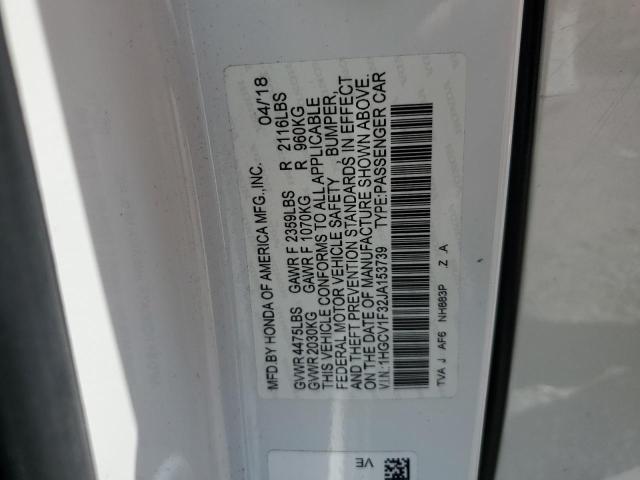 MFD.BY HONDA OF AMERICA MFG.,INC. 04/18
GVWR 4475LBS GAWR F 2359LBS R 2116LBS
GVWR 2030KG GAWR F 1070KG R 960KG
THIS VEHICLE CONFORMS TO ALL APPLICABLE
FEDERAL MOTOR VEHICLE SAFETY BUMPER,
AND THEFT PREVENTION STANDARDS IN EFFECT
ON THE DATE OF MANUFACTURE SHOWN ABOVE.
V.I.N.:1HGCV1F32JA153739 TYPE:PASSENGER CAR
TVA J AF6 NH883P .Z A
VE